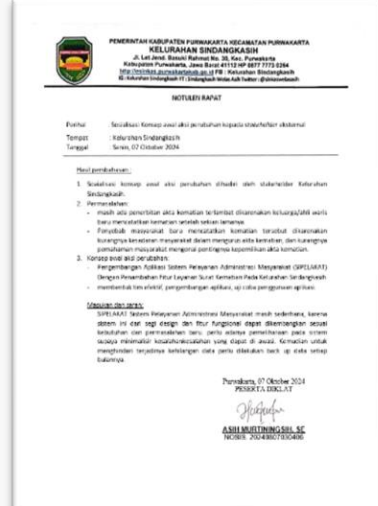 PEMERINTAH KABUPATEN PURWAKARTA KECAMATAN PURWAKARTA
KELURAHAN SINDANGKASIH
Jl. Let.Jend. Basuki Rahmat No. 30, Kec. Purwakarta
Kabupaten Purwakarta, Jawa Barat 41112 HP 0877 7773 0264
NOTULEN RAPAT
Perihal : Sosialisasi Konsep awal aksi perubahan kepada stakeholder eksternal
Tempat : Kelurahan Sindangkasih
Tanggal : Senin, 07 Oktober 2024
Hasil pembahasan :
1. Sosialisasi konsep awal aksi perubahan dihadiri oleh stakeholder Kelurahan
Sindangkasih.
2. Permasalahan:
- masih ada penerbitan akta kematian terlambat dikarenakan keluarga/ahli waris
baru mencatatkan kematian setelah sekian lamanya.
- Penyebab masyarakat baru mencatatkan kematian tersebut dikarenakan
kurangnya kesadaran masyarakat dalam mengurus akta kematian, dan kurangnya
pemahaman masyarakat mengenai pentingnya kepemilikan akta kematian.
3. Konsep awal aksi perubahan:
- Pengembangan Aplikasi Sistem Pelayanan Administrasi Masyarakat (SIPELAKAT)
Dengan Penambahan Fitur Layanan Surat Kematian Pada Kelurahan Sindangkasih
- membentuk tim efektif, pengembangan aplikasi, uji coba penggunaan aplikasi
Masukan dan saran:
SIPELAKAT Sistem Pelayanan Administrasi Masyarakat masih sederhana, karena
sistem ini dari segi design dan fitur fungsional dapat dikembangkan sesuai
kebutuhan dan permasalahan baru, perlu adanya pemeliharaan pada sistem
supaya minimalisir kesalahankesalahan yang dapat di awasi. Kemudian untuk
menghindari terjadinya kehilangan data perlu dilakukan back up data setiap
bulannya.
Purwakarta, 07 Oktober 2024
PESERTA DIKLAT
ASIH MURTININGSIH, SE
NOSIS. 20240807030406